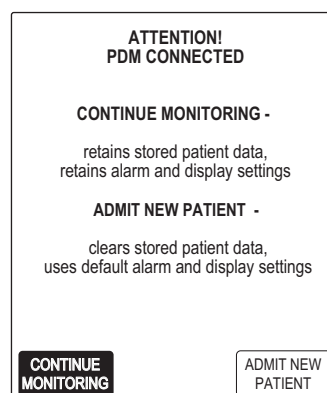 ATTENTION!
PDM CONNECTED
CONTINUE MONITORING -
retains stored patient data,
retains alarm and display settings
ADMIT NEW PATIENT -
clears stored patient data,
uses default alarm and display settings
CONTINUE
MONITORING
ADMIT NEW
PATIENT